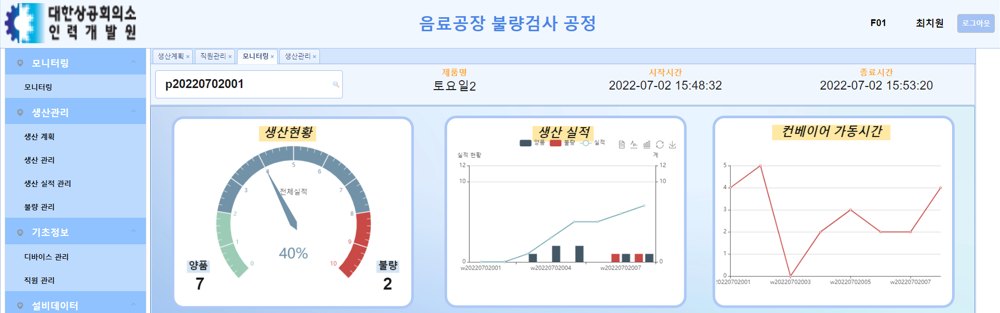 대한상공회의소
인력개발원
음료공장 불량검사 공정
F01 최치원 로그아웃
모니터링
모니터링
생산관리
생산 계획
생산 관리
생산 실적 관리
불량 관리
기초정보
디바이스 관리
직원 관리
설비데이터
생산계획 × 직원관리 × 모니터링 × 생산관리 ×
p20220702001
제품명
토요일2
시작시간
2022-07-02 15:48:32
종료시간
2022-07-02 15:53:20
생산현황
0 1 2 3 4 5 6 7 8 9 10
전체실적
40%
양품
7
불량
2
생산 실적
양품 불량 실적
실적 현황 계
12 12
10 10
0 0
w20220702001 w20220702004 w20220702007
컨베이어 가동시간
5
4
3
2
1
0
20220702001 w20220702003 w20220702005 w20220702007